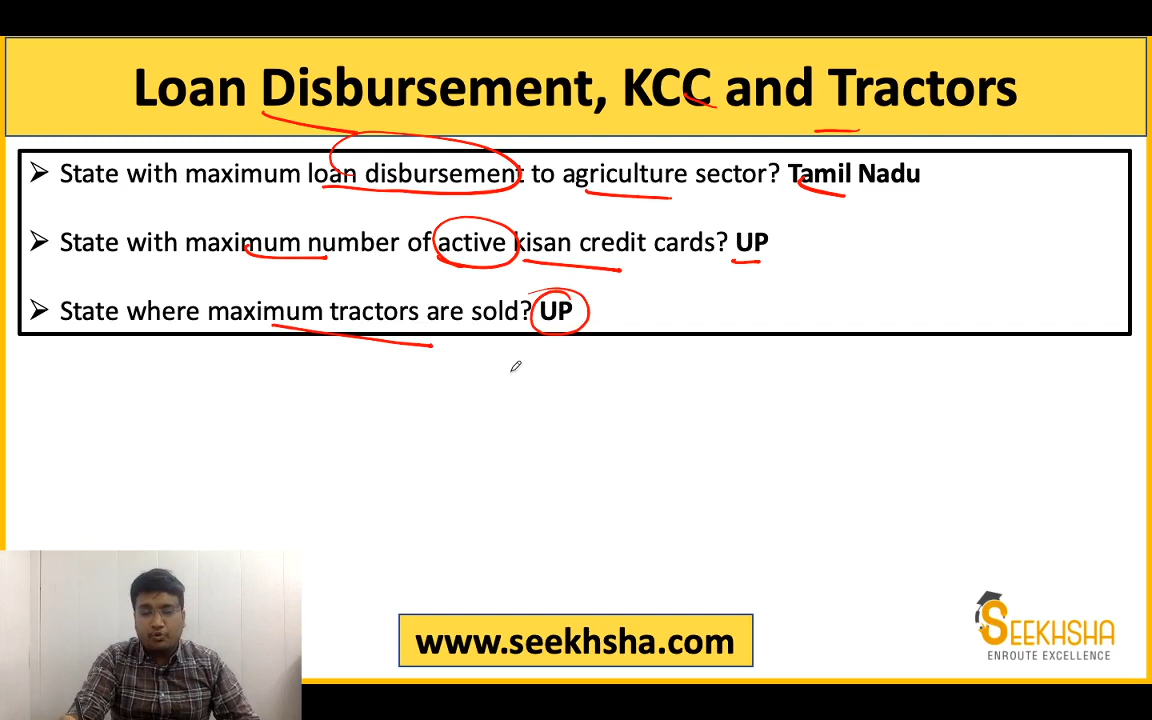 Loan Disbursement, KCC and Tractors
➢ State with maximum loan disbursement to agriculture sector? Tamil Nadu
➢ State with maximum number of active kisan credit cards? UP
➢ State where maximum tractors are sold? UP
www.seekhsha.com
SEEKHSHA
ENROUTE EXCELLENCE